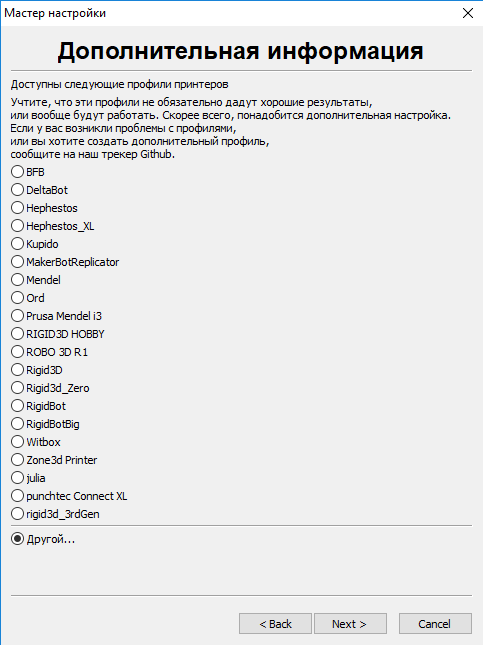 Мастер настройки
Дополнительная информация
Доступны следующие профили принтеров
Учтите, что эти профили не обязательно дадут хорошие результаты,
или вообще будут работать. Скорее всего, понадобится дополнительная настройка.
Если у вас возникли проблемы с профилями,
или вы хотите создать дополнительный профиль,
сообщите на наш трекер Github.
BFB
DeltaBot
Hephestos
Hephestos_XL
Kupido
MakerBotReplicator
Mendel
Ord
Prusa Mendel i3
RIGID3D HOBBY
ROBO 3D R1
Rigid3D
Rigid3d_Zero
RigidBot
RigidBotBig
Witbox
Zone3d Printer
julia
punchtec Connect XL
rigid3d_3rdGen
Другой...
< Back Next > Cancel